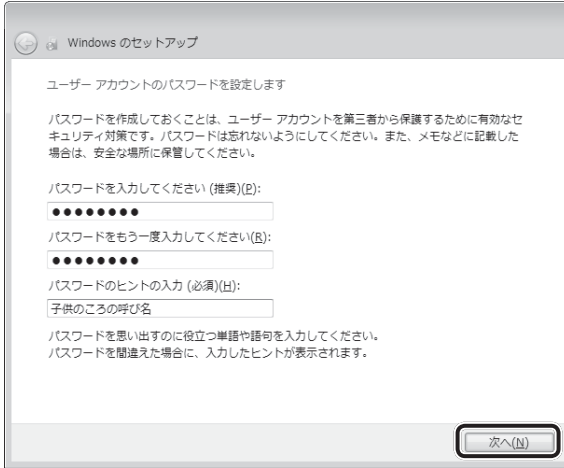 Windows のセットアップ
ユーザー アカウントのパスワードを設定します
パスワードを作成しておくことは、ユーザー アカウントを第三者から保護するために有効なセ
キュリティ対策です。パスワードは忘れないようにしてください。また、メモなどに記載した
場合は、安全な場所に保管してください。
パスワードを入力してください (推奨)(P):
●●●●●●●●
パスワードをもう一度入力してください(R):
●●●●●●●●
パスワードのヒントの入力 (必須)(H):
子供のころの呼び名
パスワードを思い出すのに役立つ単語や語句を入力してください。
パスワードを間違えた場合に、入力したヒントが表示されます。
次へ(N)